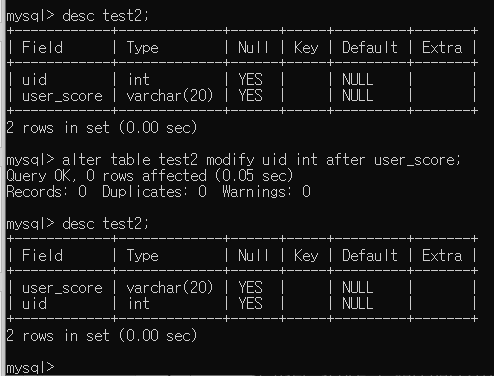 mysql> desc test2;
+------------+-------------+------+-----+---------+-------+
| Field      | Type        | Null | Key | Default | Extra |
+------------+-------------+------+-----+---------+-------+
| uid        | int         | YES  |     | NULL    |       |
| user_score | varchar(20) | YES  |     | NULL    |       |
+------------+-------------+------+-----+---------+-------+
2 rows in set (0.00 sec)

mysql> alter table test2 modify uid int after user_score;
Query OK, 0 rows affected (0.05 sec)
Records: 0  Duplicates: 0  Warnings: 0

mysql> desc test2;
+------------+-------------+------+-----+---------+-------+
| Field      | Type        | Null | Key | Default | Extra |
+------------+-------------+------+-----+---------+-------+
| user_score | varchar(20) | YES  |     | NULL    |       |
| uid        | int         | YES  |     | NULL    |       |
+------------+-------------+------+-----+---------+-------+
2 rows in set (0.00 sec)

mysql>